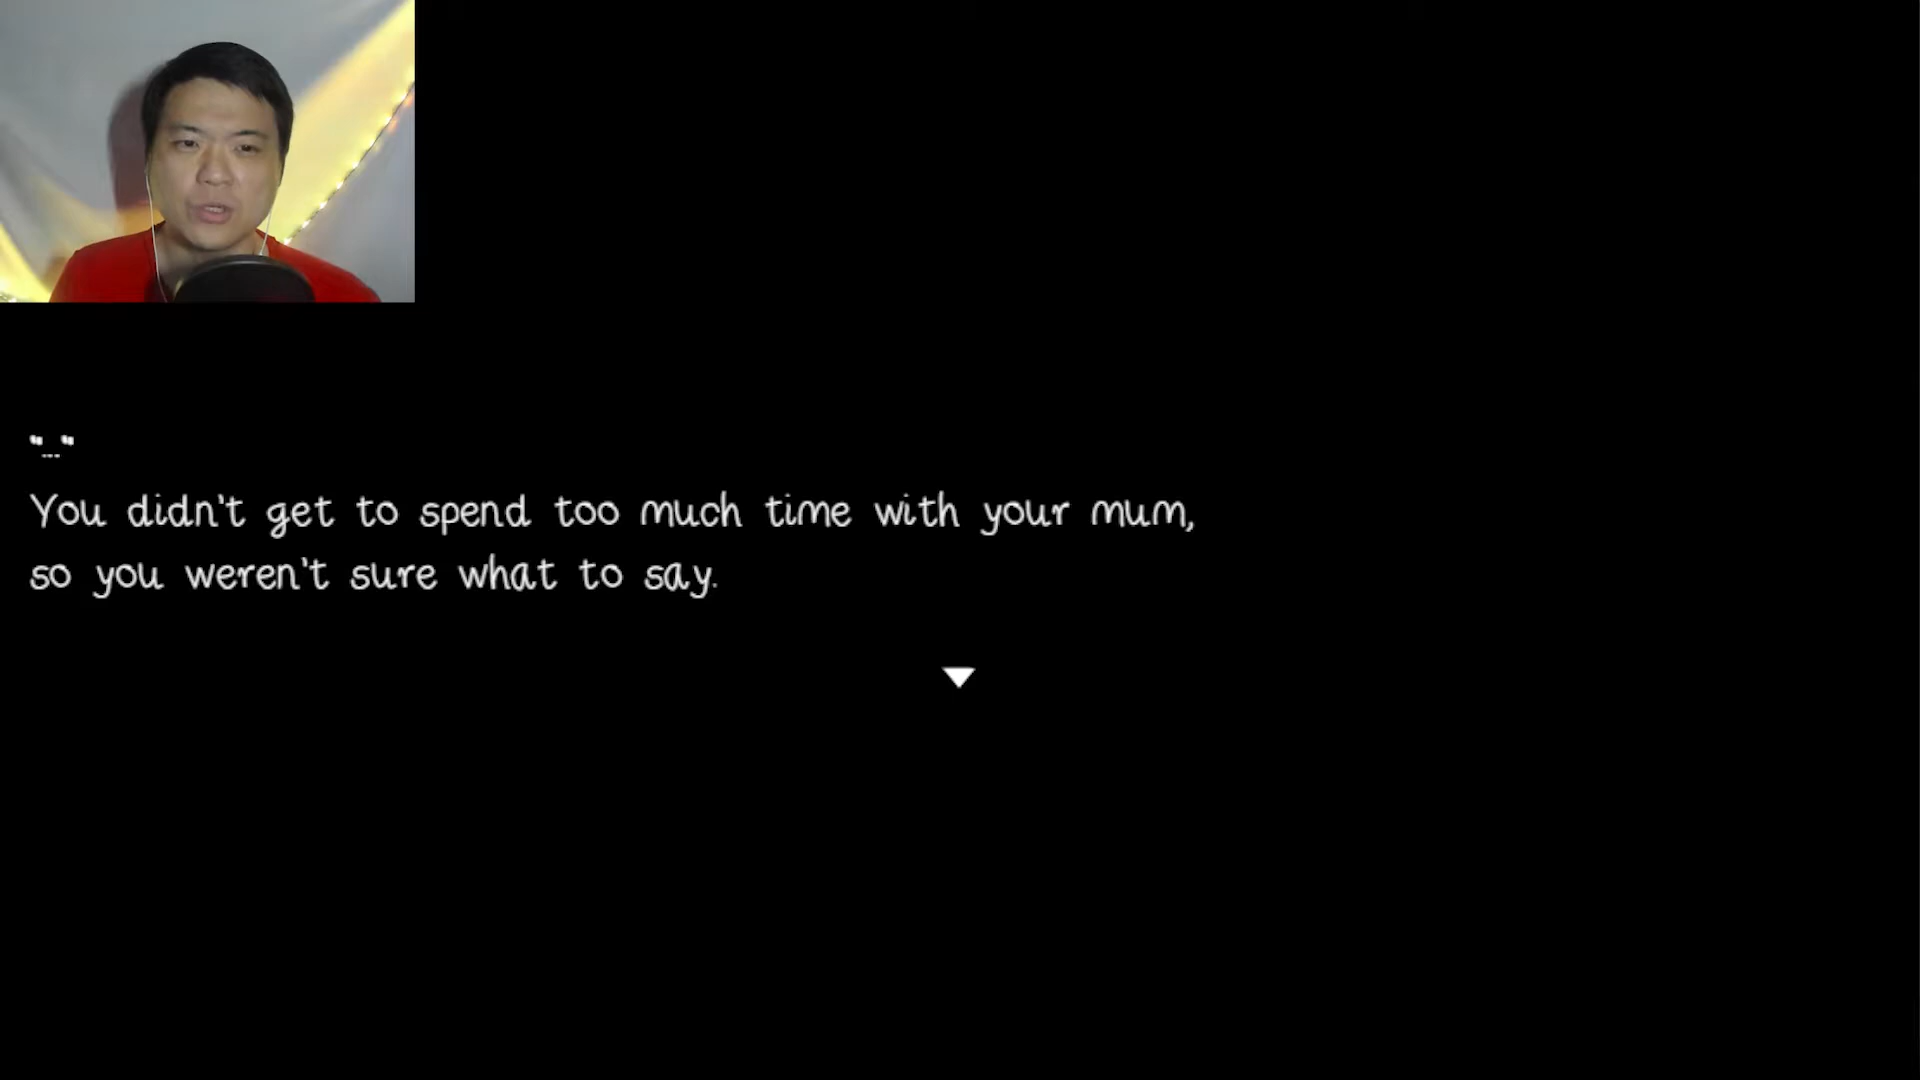 "..."
You didn't get to spend too much time with your mum,
so you weren't sure what to say.